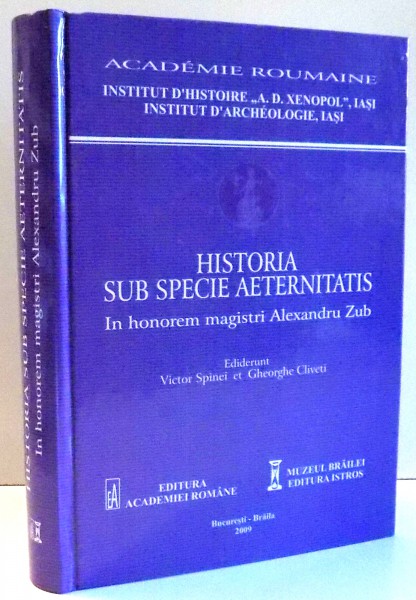 ACADÉMIE ROUMAINE
INSTITUT D'HISTOIRE „A. D. XENOPOL”, IAŞI
INSTITUT D'ARCHÉOLOGIE, IAŞI
HISTORIA
SUB SPECIE AETERNITATIS
In honorem magistri Alexandru Zub
Ediderunt
Victor Spinei et Gheorghe Cliveti
EA
EDITURA
ACADEMIEI ROMÂNE
MUZEUL BRĂILEI
EDITURA ISTROS
Bucureşti - Brăila
2009
HISTORIA SUB SPECIE AETERNITATIS
In honorem magistri Alexandru Zub